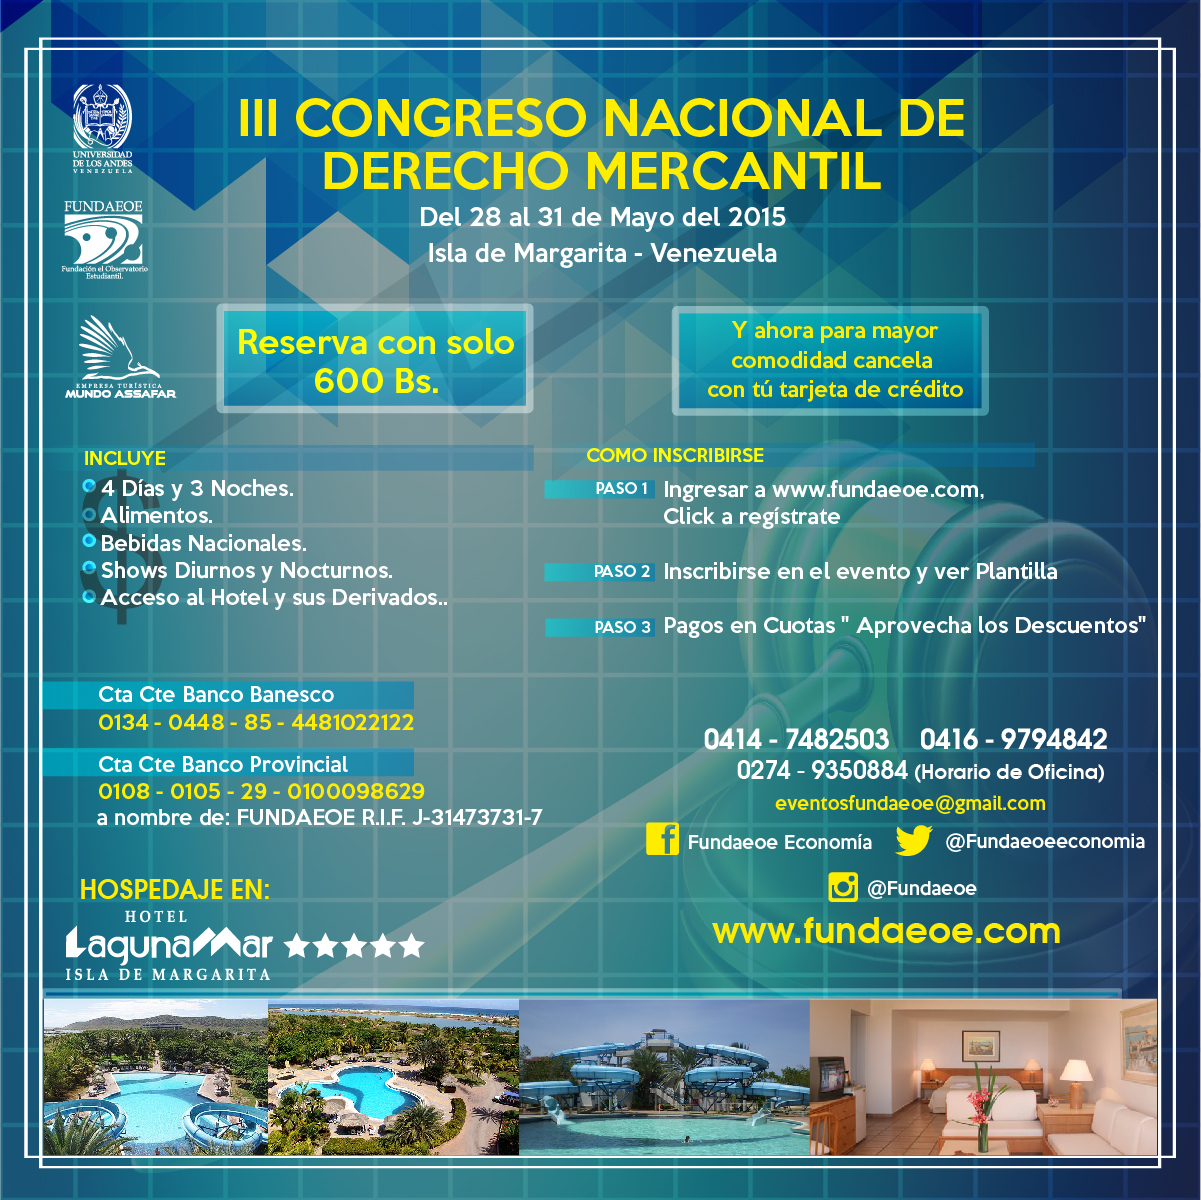 UNIVERSIDAD
DE LOS ANDES
VENEZUELA
FUNDAEOE
Fundación el Observatorio
Estudiantil.
EMPRESA TURÍSTICA
MUNDO ASSAFAR
III CONGRESO NACIONAL DE
DERECHO MERCANTIL
Del 28 al 31 de Mayo del 2015
Isla de Margarita - Venezuela
Reserva con solo
600 Bs.
Y ahora para mayor
comodidad cancela
con tú tarjeta de crédito
INCLUYE
4 Días y 3 Noches.
Alimentos.
Bebidas Nacionales.
Shows Diurnos y Nocturnos.
Acceso al Hotel y sus Derivados..
COMO INSCRIBIRSE
PASO 1 Ingresar a www.fundaeoe.com,
Click a regístrate
PASO 2 Inscribirse en el evento y ver Plantilla
PASO 3 Pagos en Cuotas " Aprovecha los Descuentos"
Cta Cte Banco Banesco
0134 - 0448 - 85 - 4481022122
Cta Cte Banco Provincial
0108 - 0105 - 29 - 0100098629
a nombre de: FUNDAEOE R.I.F. J-31473731-7
0414 - 7482503 0416 - 9794842
0274 - 9350884 (Horario de Oficina)
eventosfundaeoe@gmail.com
Fundaeoe Economía @Fundaeoeeconomia
@Fundaeoe
www.fundaeoe.com
HOSPEDAJE EN:
HOTEL
LagunaMar
ISLA DE MARGARITA